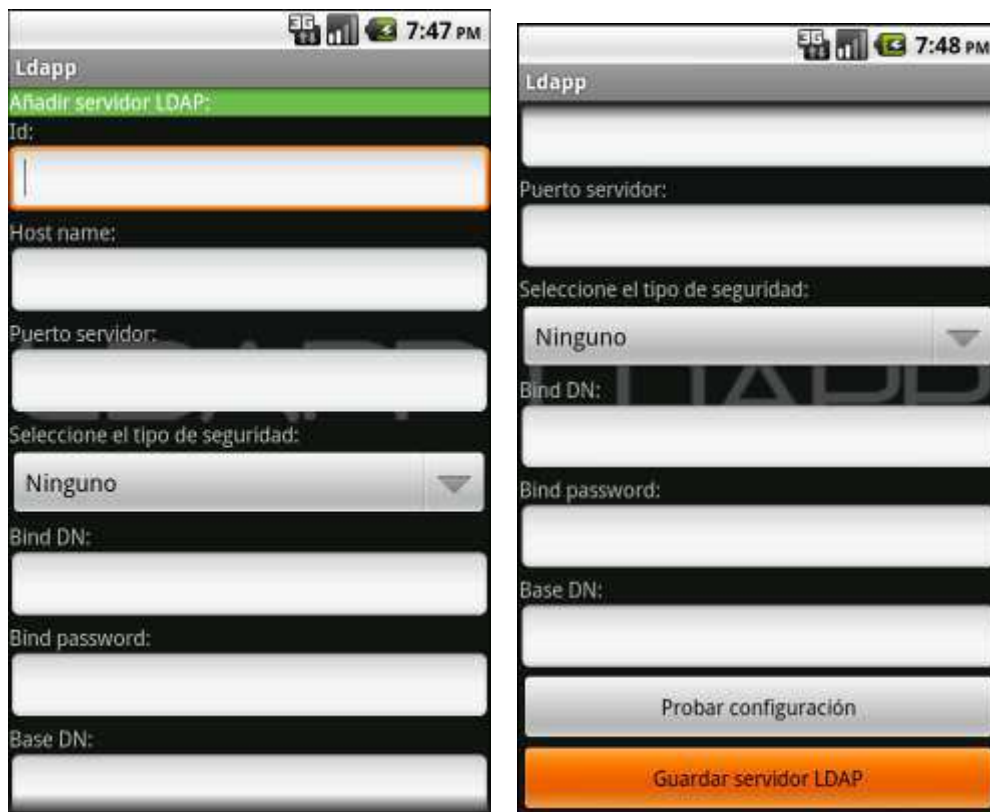 3G
7:47 PM
Ldapp
Añadir servidor LDAP:
Id:
Host name:
Puerto servidor:
Seleccione el tipo de seguridad:
Ninguno
Bind DN:
Bind password:
Base DN:
3G
7:48 PM
Ldapp
Puerto servidor:
Seleccione el tipo de seguridad:
Ninguno
Bind DN:
Bind password:
Base DN:
Probar configuración
Guardar servidor LDAP